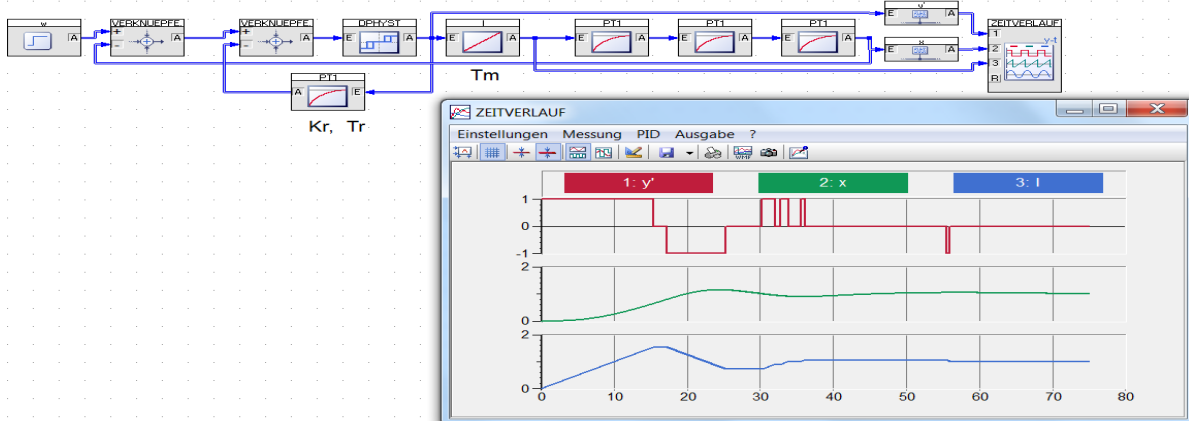 w VERKNUEPFE VERKNUEPFE DPHYST I PT1 PT1 PT1 y' ZEITVERLAUF
E A
A + - A + - A E A E A E A E A E A 1 y-t
x
E A 2
3
R
PT1 Tm
A E
Kr, Tr
ZEITVERLAUF
Einstellungen Messung PID Ausgabe ?
WMF
1: y' 2: x 3: I
1
0
-1
2
0
2
0
0 10 20 30 40 50 60 70 80